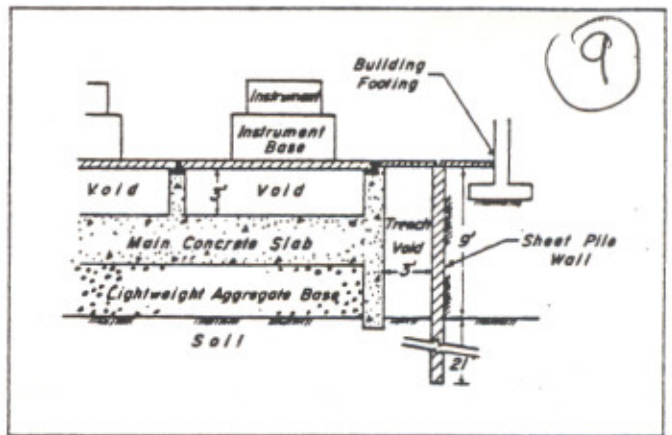 9
Building
Footing
Instrument
Instrument
Base
Void
3'
Void
Trench
Void
3'
9'
Main Concrete Slab
Sheet Pile
Wall
Lightweight Aggregate Base
Soil
21'